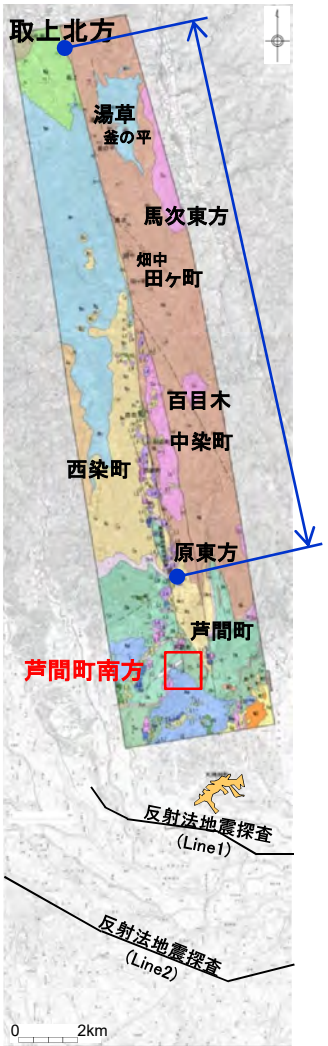 取上北方
湯草
釜の平
馬次東方
畑中
田ヶ町
百目木
中染町
西染町
原東方
芦間町
芦間町南方
反射法地震探査
(Line1)
反射法地震探査
(Line2)
0 2km